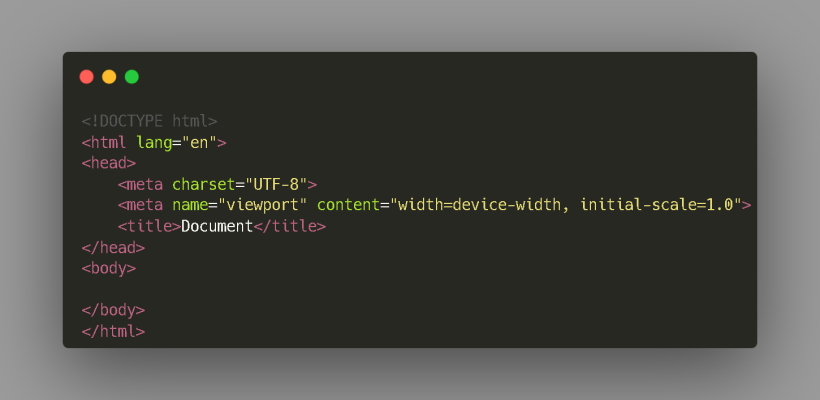 <!DOCTYPE html>
<html lang="en">
<head>
    <meta charset="UTF-8">
    <meta name="viewport" content="width=device-width, initial-scale=1.0">
    <title>Document</title>
</head>
<body>

</body>
</html>